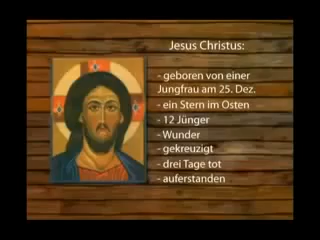 Jesus Christus:
- geboren von einer
Jungfrau am 25. Dez.
- ein Stern im Osten
- 12 Jünger
- Wunder
- gekreuzigt
- drei Tage tot
- auferstanden